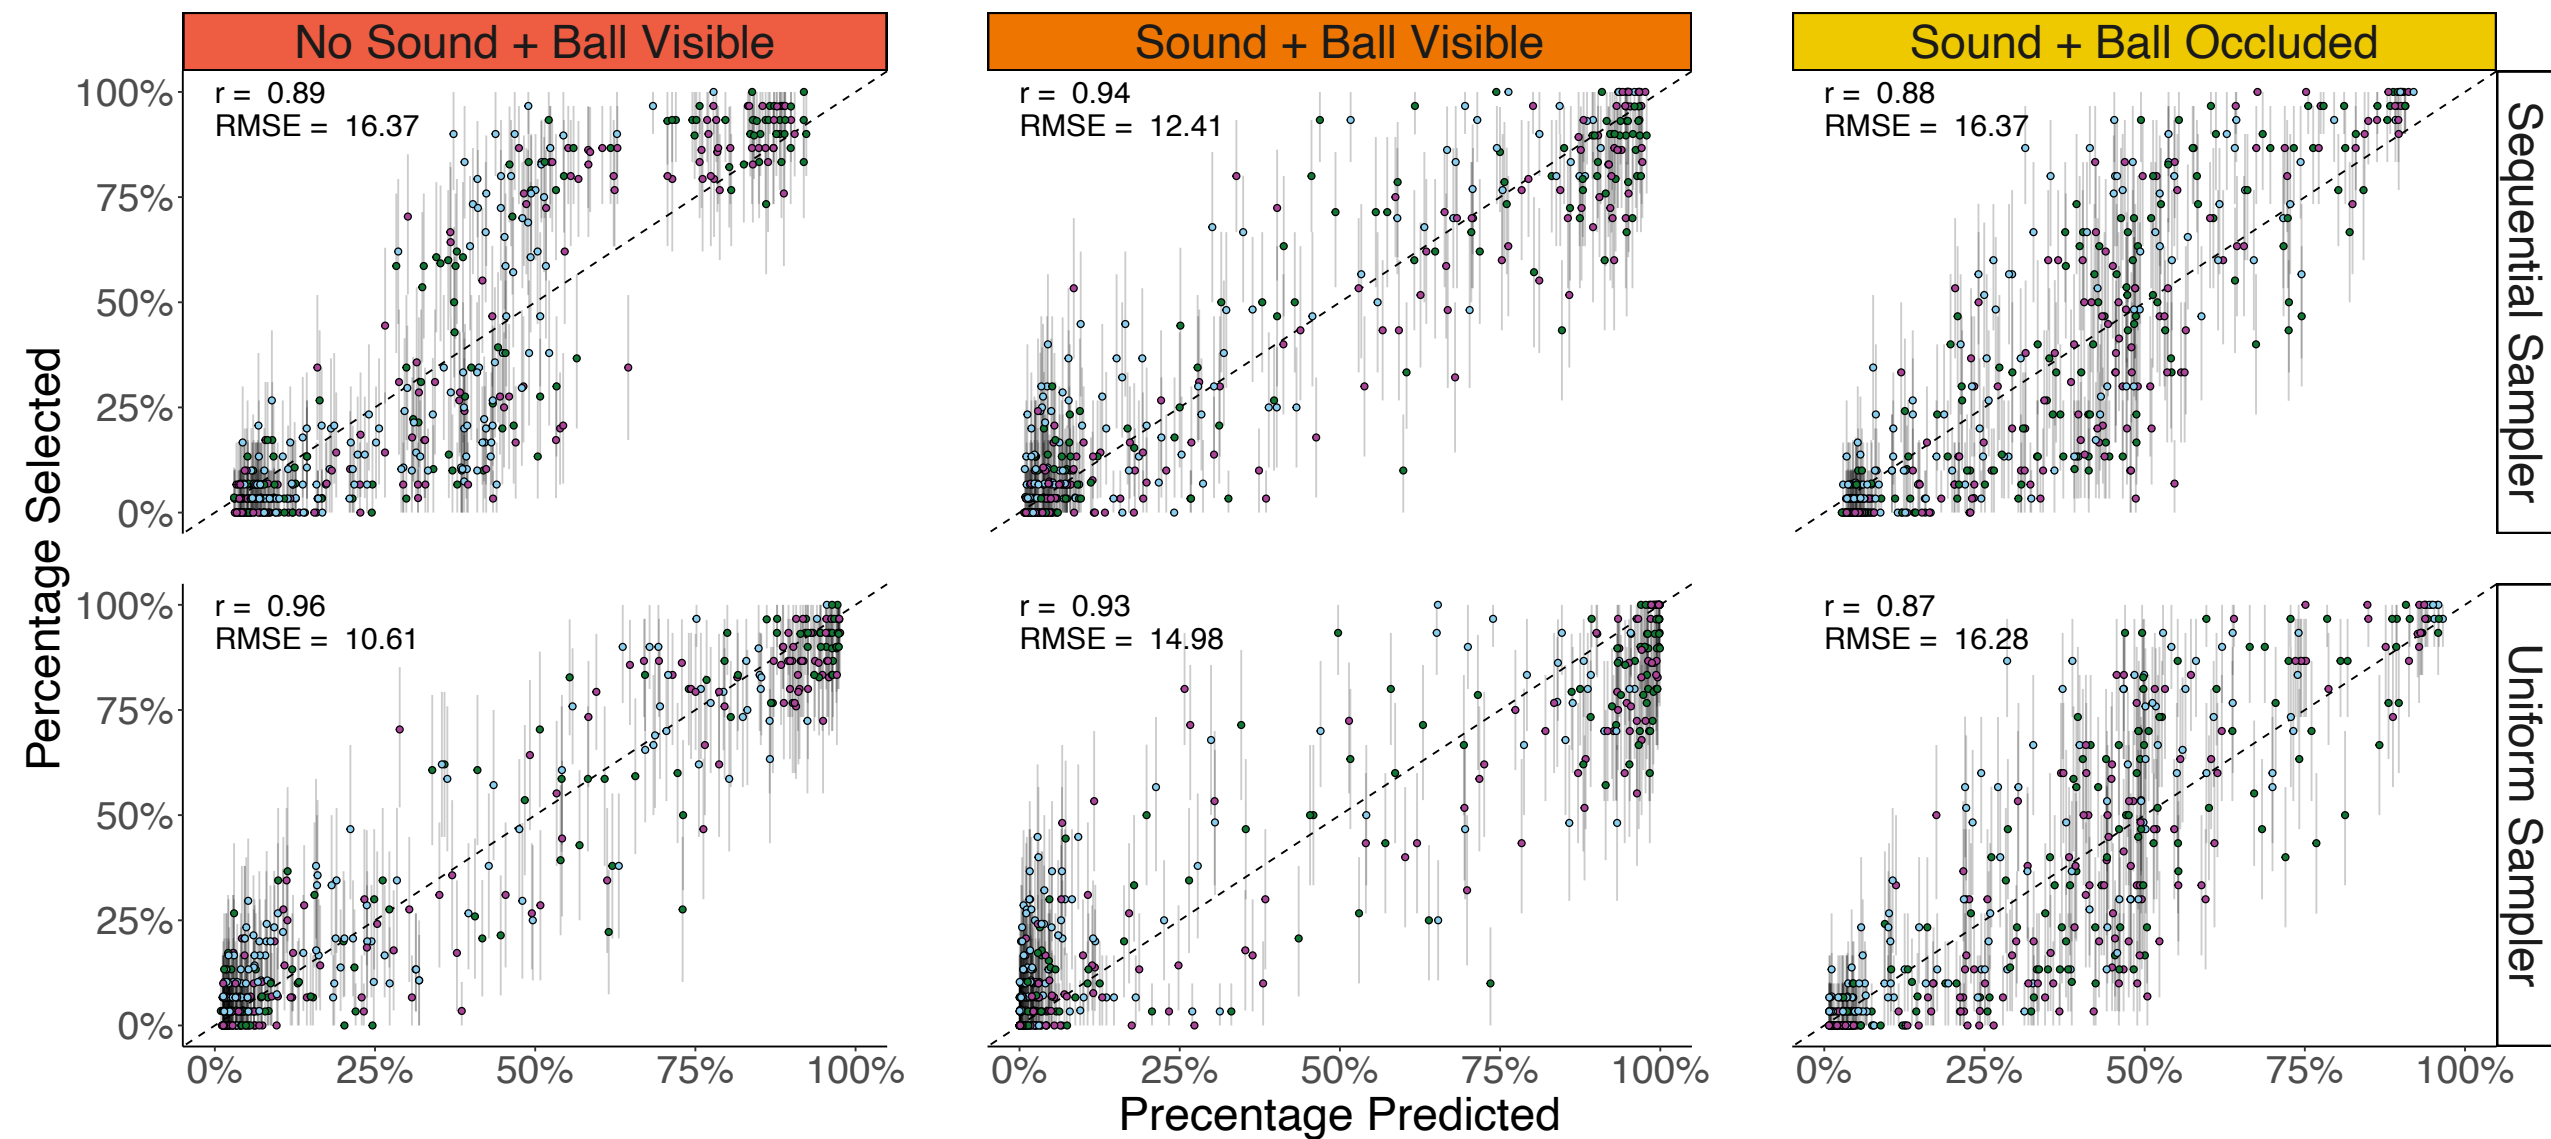 No Sound + Ball Visible
Sound + Ball Visible
Sound + Ball Occluded
r = 0.89
RMSE = 16.37
r = 0.94
RMSE = 12.41
r = 0.88
RMSE = 16.37
100%
75%
50%
25%
0%
Sequential Sampler
r = 0.96
RMSE = 10.61
r = 0.93
RMSE = 14.98
r = 0.87
RMSE = 16.28
100%
75%
50%
25%
0%
Uniform Sampler
Percentage Selected
0% 25% 50% 75% 100%
0% 25% 50% 75% 100%
0% 25% 50% 75% 100%
Precentage Predicted